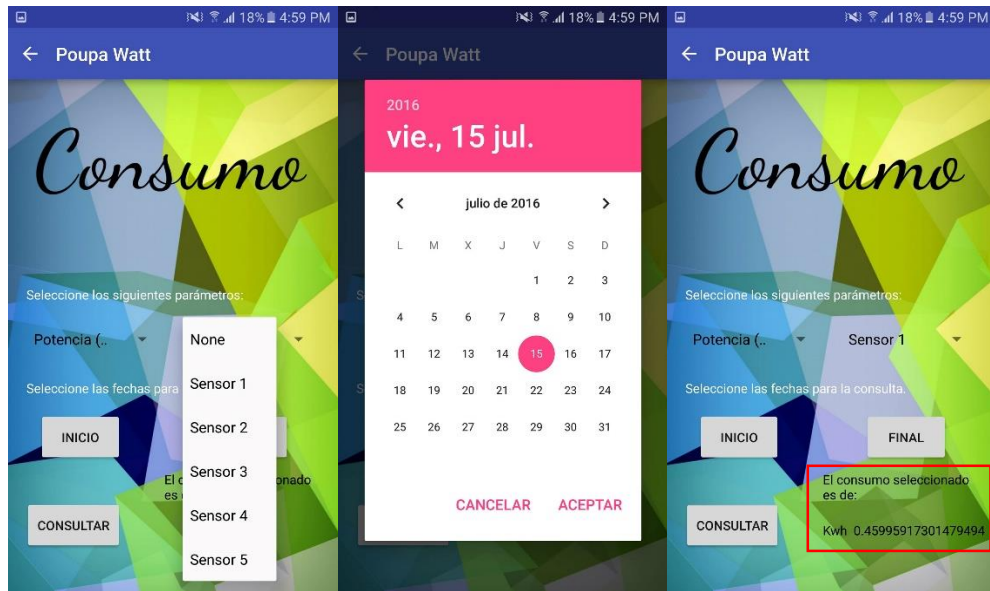 18% 4:59 PM
Poupa Watt
Consumo
Seleccione los siguientes parámetros:
Potencia (..
None
Sensor 1
Sensor 2
Sensor 3
Sensor 4
Sensor 5
Seleccione las fechas para
INICIO
El c
onado
es
CONSULTAR
18% 4:59 PM
Poupa Watt
2016
vie., 15 jul.
julio de 2016
L M X J V S D
1 2 3
4 5 6 7 8 9 10
11 12 13 14 15 16 17
18 19 20 21 22 23 24
25 26 27 28 29 30 31
CANCELAR ACEPTAR
S
S
18% 4:59 PM
Poupa Watt
Consumo
Seleccione los siguientes parámetros:
Potencia (.. Sensor 1
Seleccione las fechas para la consulta.
INICIO FINAL
El consumo seleccionado
es de:
CONSULTAR
Kwh 0.45995917301479494